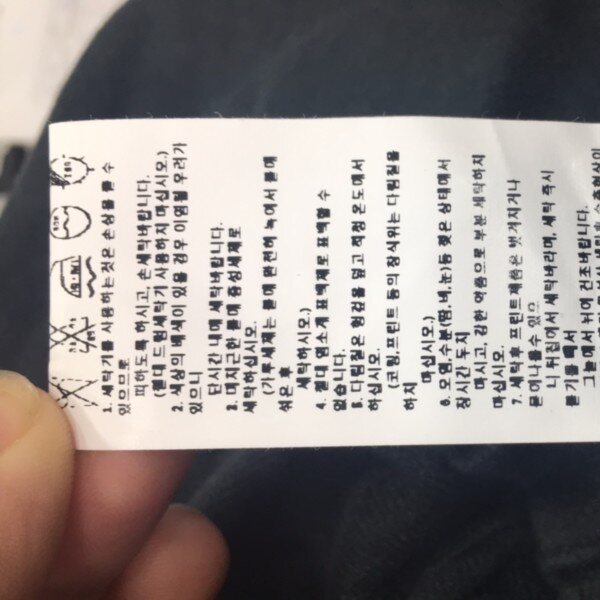 1. 세탁기를 사용하는것은 손상을 줄 수
있으므로
피하도록 하시고, 손세탁바랍니다.
(절대 드럼세탁기 사용하지 마십시오.)
2. 색상의 배색이 있을 경우 이염될 우려가
있으니
단시간 내에 세탁바랍니다.
3. 미지근한 물에 중성세제로
세탁하십시오.
(가루세제는 물에 완전히 녹여서 물에
섞은 후
세탁하십시오.)
4. 절대 염소계 표백제로 표백할 수
없습니다.
5. 다림질은 헝겊을 덮고 적정 온도에서
하십시오.
(코팅,프린트 등의 장식위는 다림질을
하지
마십시오.)
6. 오염,수분(땀,비,눈)등 젖은 상태에서
장시간 두지
마시고, 강한 약품으로 부분 세탁하지
마십시오.
7. 세탁후 프린트제품은 벗겨지거나
묻어나올수 있으
니 뒤집어서 세탁바라며, 세탁 즉시
물기를 빼서
그늘에서 뉘어 건조바랍니다.